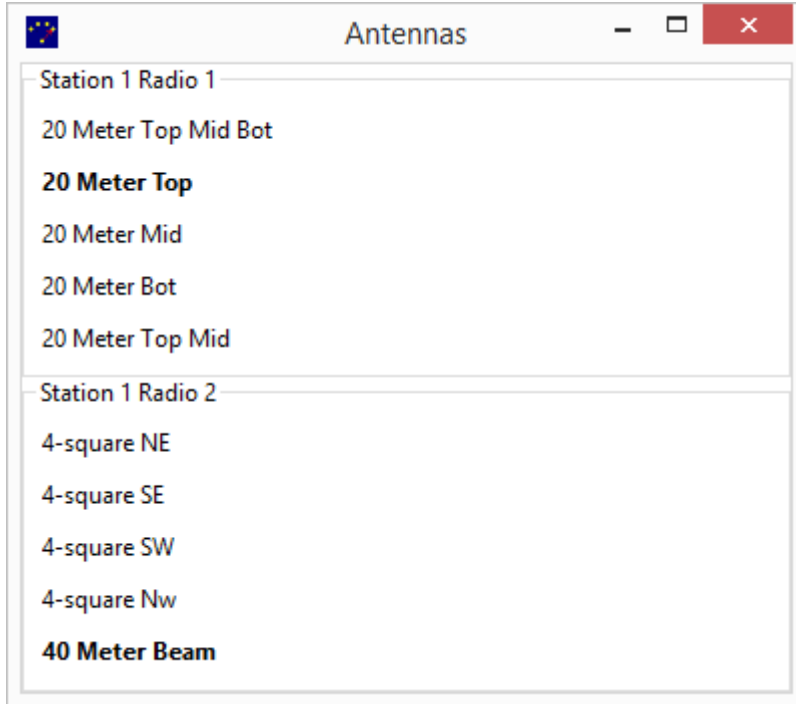 Antennas
Station 1 Radio 1
20 Meter Top Mid Bot
20 Meter Top
20 Meter Mid
20 Meter Bot
20 Meter Top Mid
Station 1 Radio 2
4-square NE
4-square SE
4-square SW
4-square Nw
40 Meter Beam